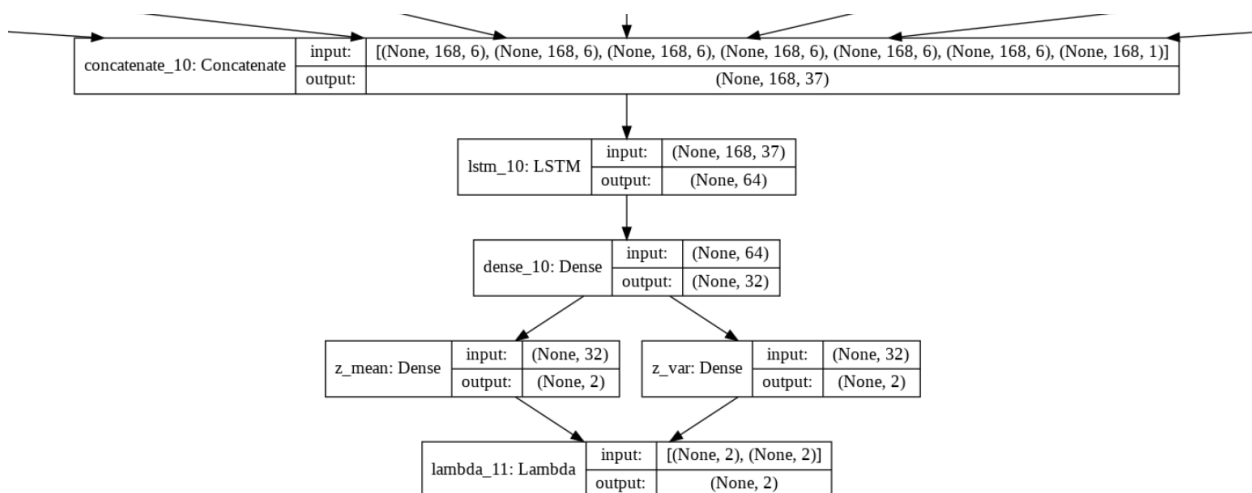 concatenate_10: Concatenate
input: [(None, 168, 6), (None, 168, 6), (None, 168, 6), (None, 168, 6), (None, 168, 6), (None, 168, 6), (None, 168, 1)]
output: (None, 168, 37)
lstm_10: LSTM
input: (None, 168, 37)
output: (None, 64)
dense_10: Dense
input: (None, 64)
output: (None, 32)
z_mean: Dense
input: (None, 32)
output: (None, 2)
z_var: Dense
input: (None, 32)
output: (None, 2)
lambda_11: Lambda
input: [(None, 2), (None, 2)]
output: (None, 2)